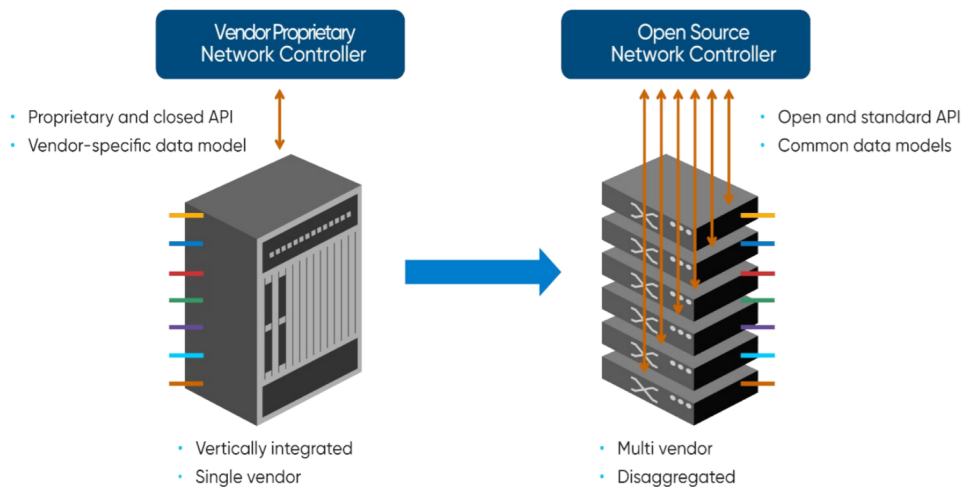 Vendor Proprietary
Network Controller
Open Source
Network Controller
• Proprietary and closed API
• Vendor-specific data model
• Open and standard API
• Common data models
• Vertically integrated
• Single vendor
• Multi vendor
• Disaggregated